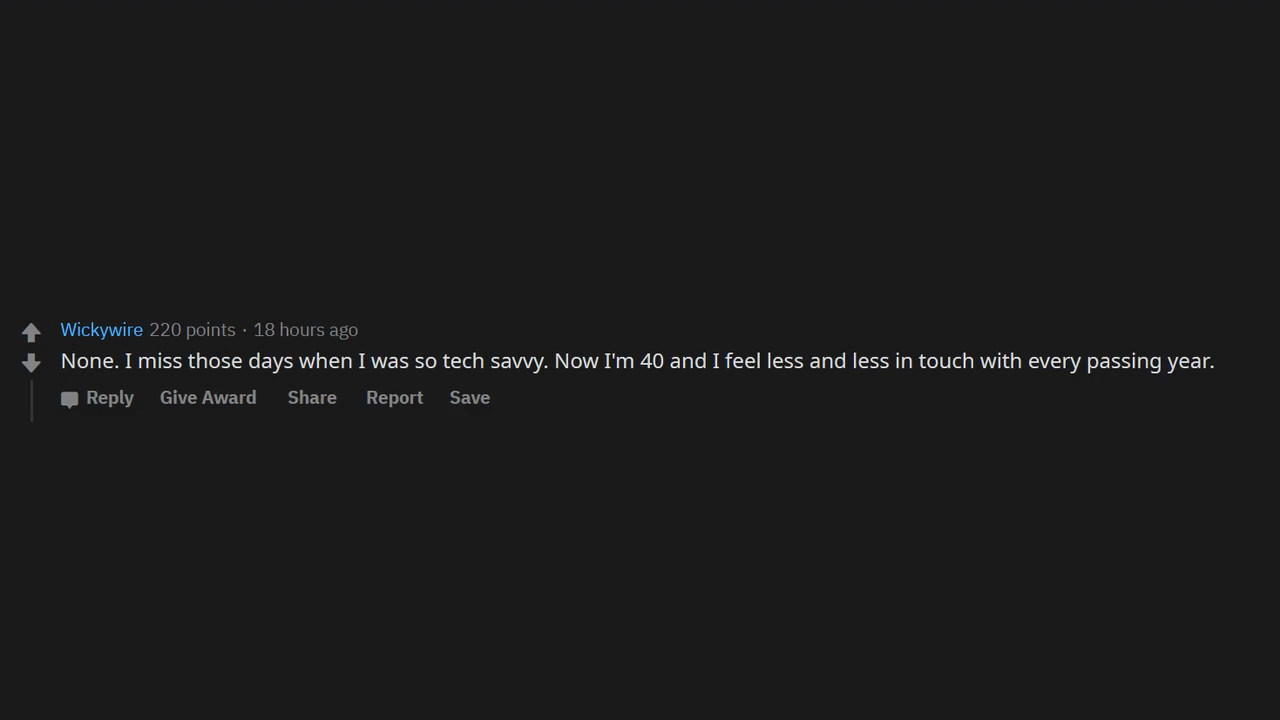 Wickywire 220 points · 18 hours ago
None. I miss those days when I was so tech savvy. Now I'm 40 and I feel less and less in touch with every passing year.
Reply Give Award Share Report Save